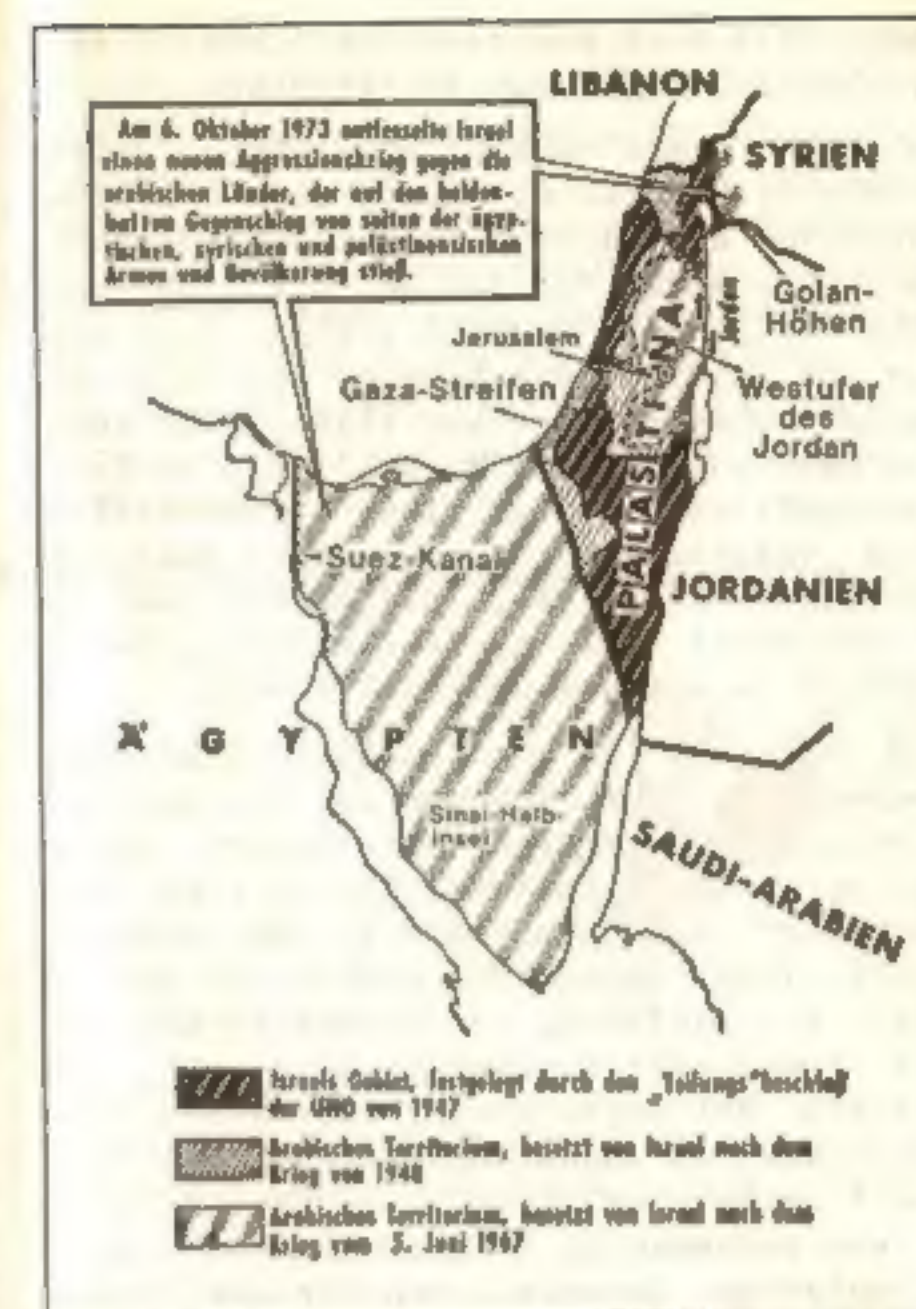 LIBANON
Am 6. Oktober 1973 entfesselte Israel
einen neuen Aggressionskrieg gegen die
arabischen Länder, der auf den helden-
haften Gegenschlag von seiten der ägyp-
tischen, syrischen und palästinensischen
Armee und Bevölkerung stieß.
SYRIEN
Golan-
Höhen
Jordan
Jerusalem
Gaza-Streifen
Westufer
des
Jordan
PALÄSTINA
Suez-Kanal
JORDANIEN
ÄGYPTEN
Sinai-Halb-
insel
SAUDI-ARABIEN
Israels Gebiet, festgelegt durch den „Teilungs"beschluß
der UNO von 1947
Arabisches Territorium, besetzt von Israel nach dem
Krieg von 1948
Arabisches Territorium, besetzt von Israel nach dem
Krieg vom 5. Juni 1967